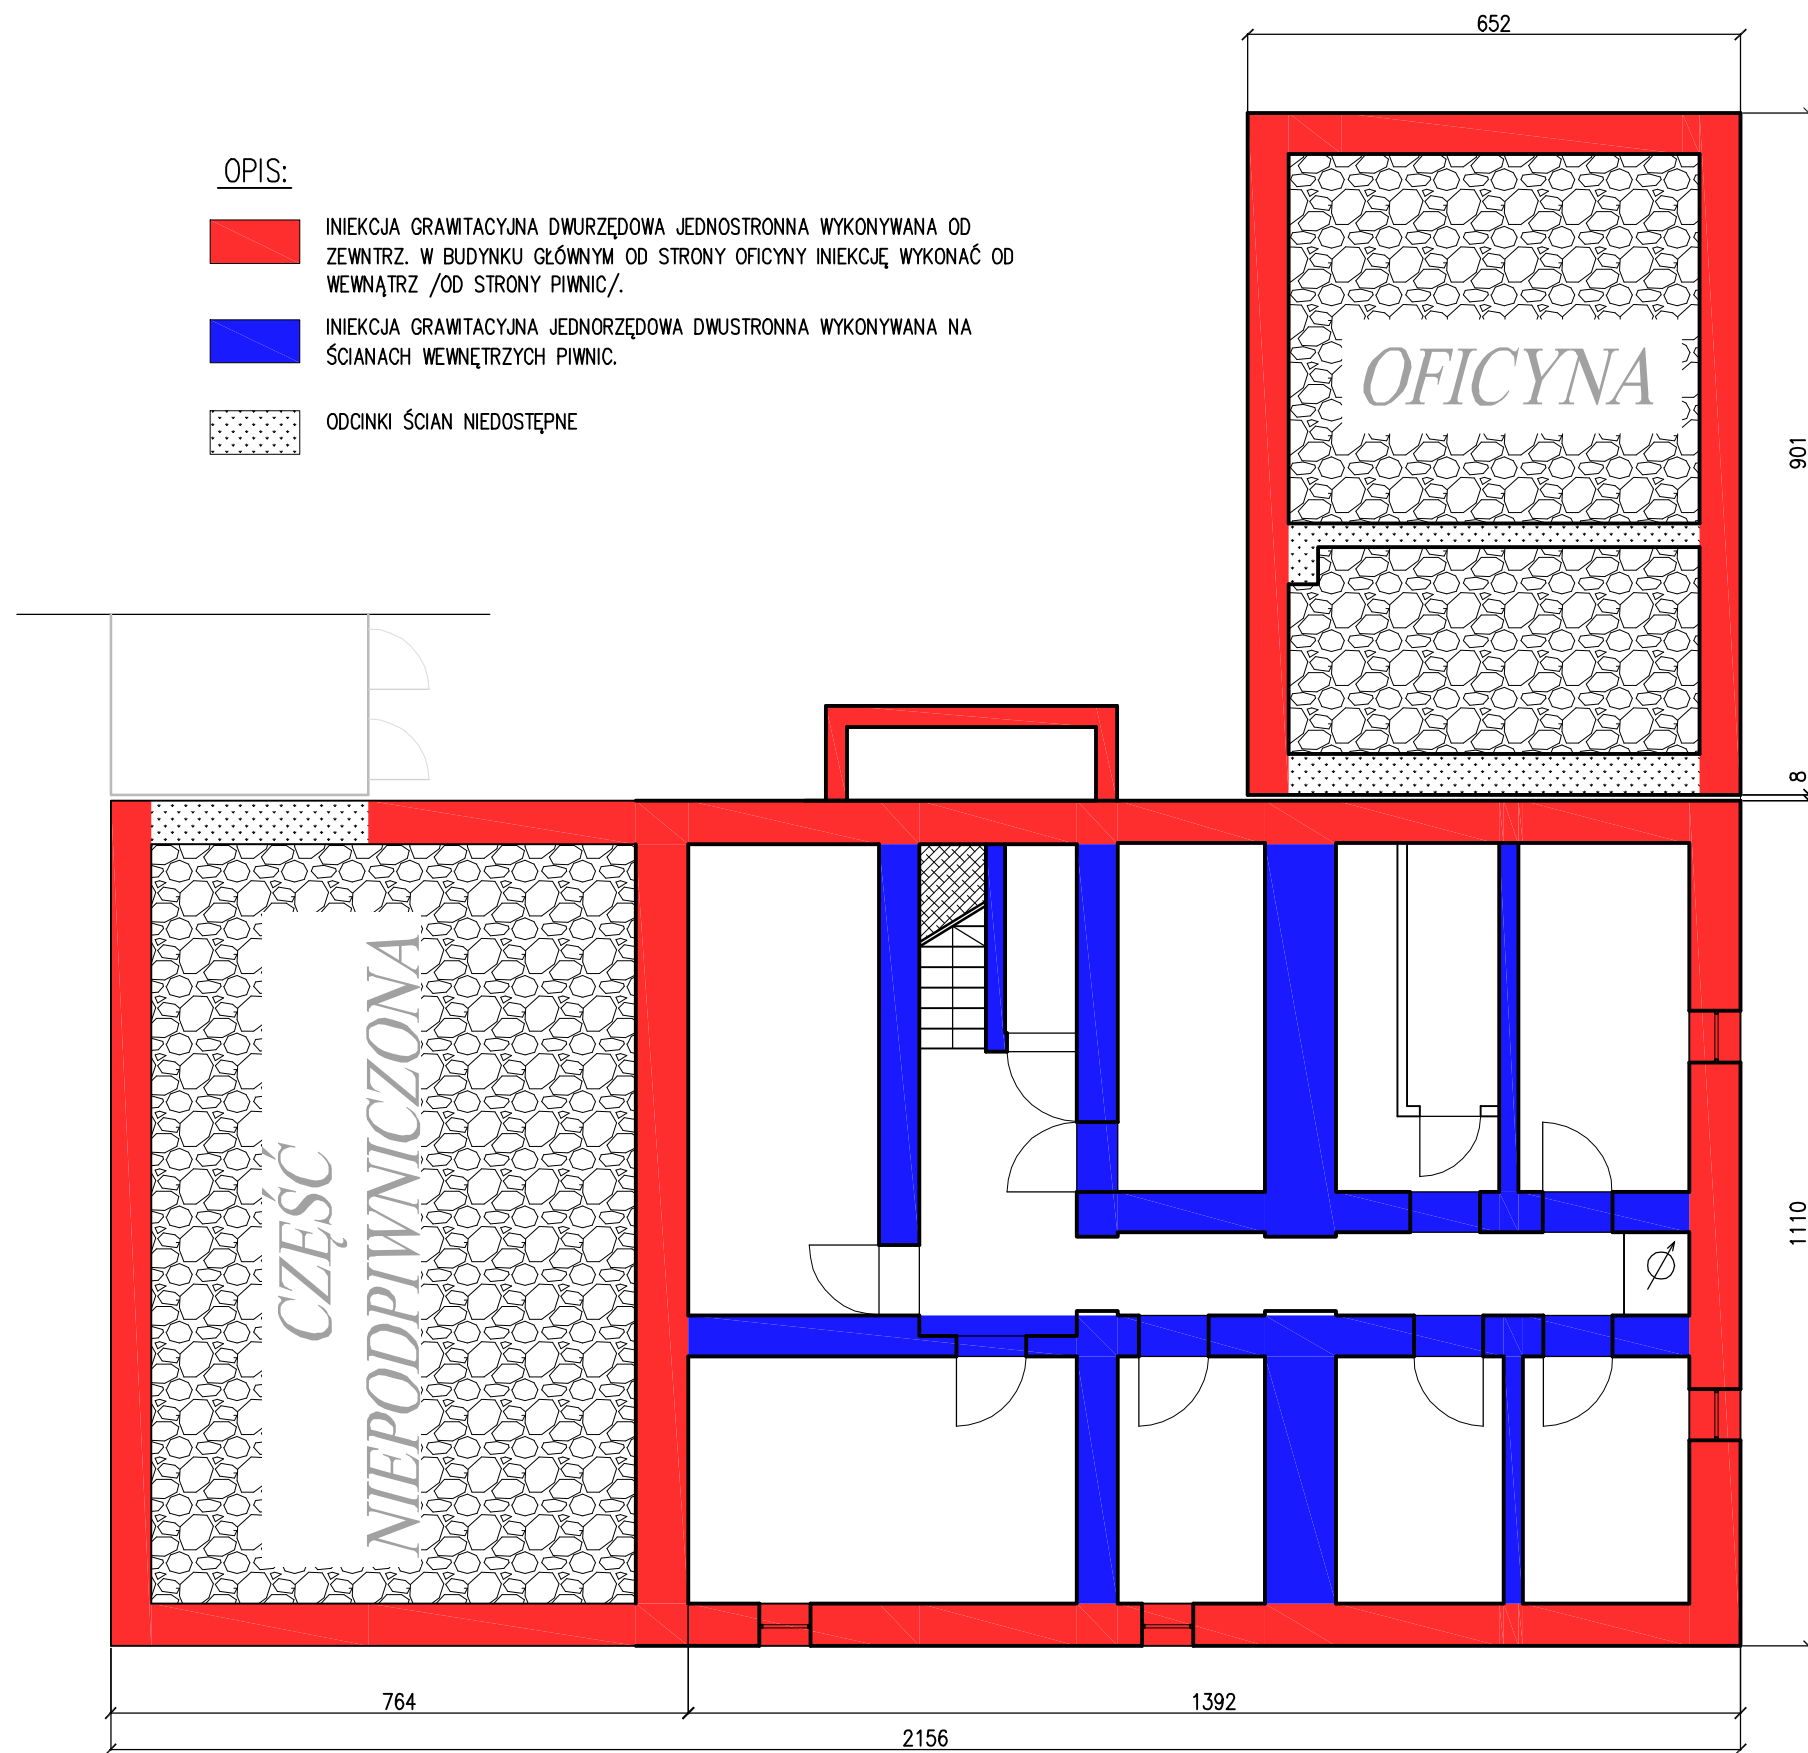 652
OPIS:
INIEKCJA GRAWITACYJNA DWURZĘDOWA JEDNOSTRONNA WYKONYWANA OD
ZEWNTRZ. W BUDYNKU GŁÓWNYM OD STRONY OFICYNY INIEKCJĘ WYKONAĆ OD
WEWNĄTRZ /OD STRONY PIWNIC/.
INIEKCJA GRAWITACYJNA JEDNORZĘDOWA DWUSTRONNA WYKONYWANA NA
ŚCIANACH WEWNĘTRZYCH PIWNIC.
ODCINKI ŚCIAN NIEDOSTĘPNE
OFICYNA
901
8
CZĘŚĆ
NIEPODPIWNICZONA
1110
764
1392
2156